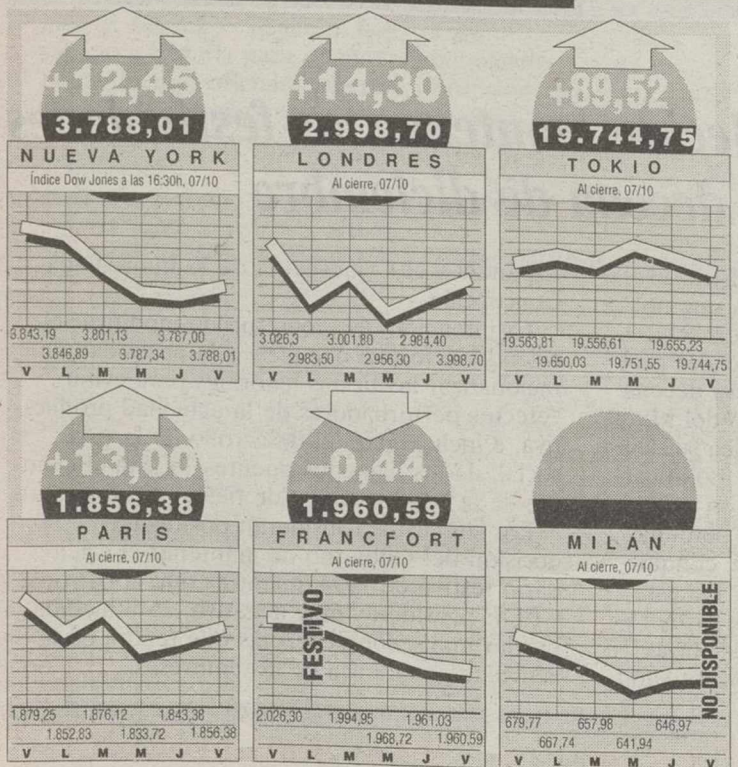 +12,45
3.788,01
NUEVA YORK
Índice Dow Jones a las 16:30h, 07/10
3.843,19 3.801,13 3.787,00
3.846,89 3.787,34 3.788,01
V L M M J V
+14,30
2.998,70
LONDRES
Al cierre, 07/10
3.026,3 3.001,80 2.984,40
2.983,50 2.956,30 3.998,70
V L M M J V
+89,52
19.744,75
TOKIO
Al cierre, 07/10
19.563,81 19.556,61 19.655,23
19.650,03 19.751,55 19.744,75
V L M M J V
+13,00
1.856,38
PARÍS
Al cierre, 07/10
1.879,25 1.876,12 1.843,38
1.852,83 1.833,72 1.856,38
V L M M J V
-0,44
1.960,59
FRANCFORT
Al cierre, 07/10
FESTIVO
2.026,30 1.994,95 1.961,03
1.968,72 1.960,59
V L M M J V
MILÁN
Al cierre, 07/10
NO DISPONIBLE
679,77 657,98 646,97
667,74 641,94
V L M M J V